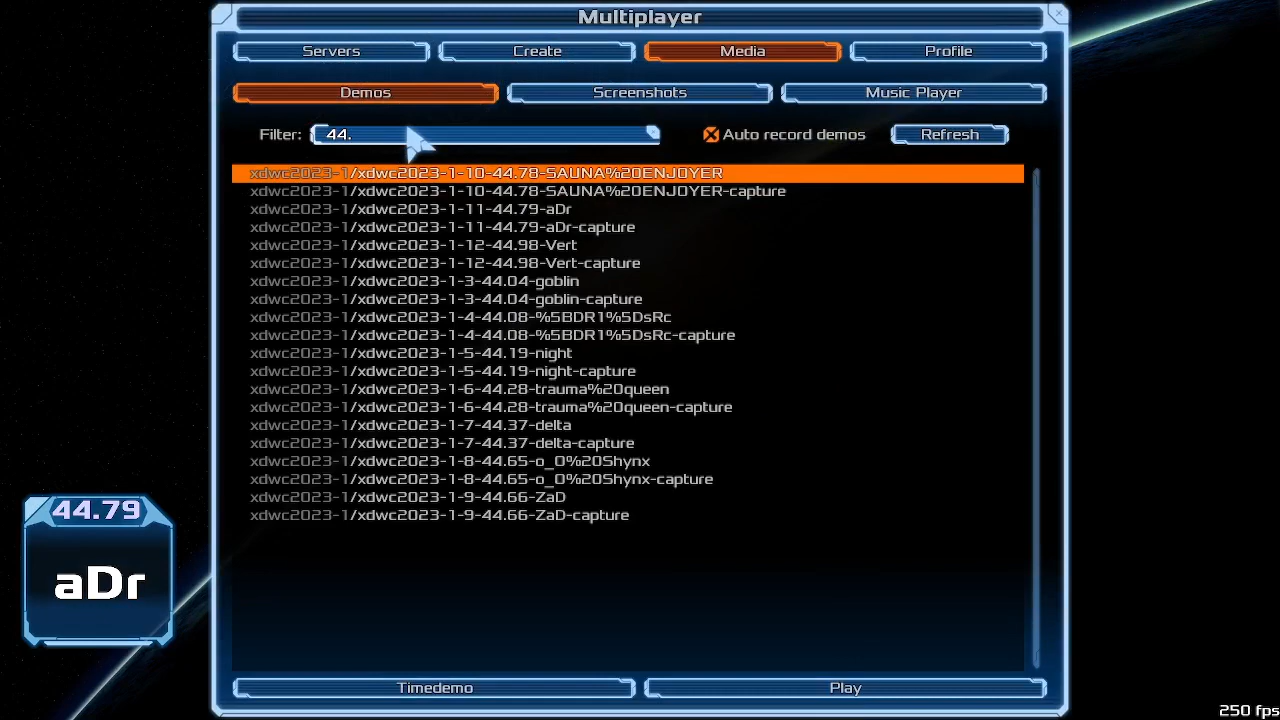 Multiplayer
Servers
Create
Media
Profile
Demos
Screenshots
Music Player
Filter:
44.
Auto record demos
Refresh
xdwc2023-1/xdwc2023-1-10-44.78-SAUNA%20ENJOYER
xdwc2023-1/xdwc2023-1-10-44.78-SAUNA%20ENJOYER-capture
xdwc2023-1/xdwc2023-1-11-44.79-aDr
xdwc2023-1/xdwc2023-1-11-44.79-aDr-capture
xdwc2023-1/xdwc2023-1-12-44.98-Vert
xdwc2023-1/xdwc2023-1-12-44.98-Vert-capture
xdwc2023-1/xdwc2023-1-3-44.04-goblin
xdwc2023-1/xdwc2023-1-3-44.04-goblin-capture
xdwc2023-1/xdwc2023-1-4-44.08-%5BDR1%5DsRc
xdwc2023-1/xdwc2023-1-4-44.08-%5BDR1%5DsRc-capture
xdwc2023-1/xdwc2023-1-5-44.19-night
xdwc2023-1/xdwc2023-1-5-44.19-night-capture
xdwc2023-1/xdwc2023-1-6-44.28-trauma%20queen
xdwc2023-1/xdwc2023-1-6-44.28-trauma%20queen-capture
xdwc2023-1/xdwc2023-1-7-44.37-delta
xdwc2023-1/xdwc2023-1-7-44.37-delta-capture
xdwc2023-1/xdwc2023-1-8-44.65-o_O%20Shynx
xdwc2023-1/xdwc2023-1-8-44.65-o_O%20Shynx-capture
xdwc2023-1/xdwc2023-1-9-44.66-ZaD
xdwc2023-1/xdwc2023-1-9-44.66-ZaD-capture
44.79
aDr
Timedemo
Play
250 fps